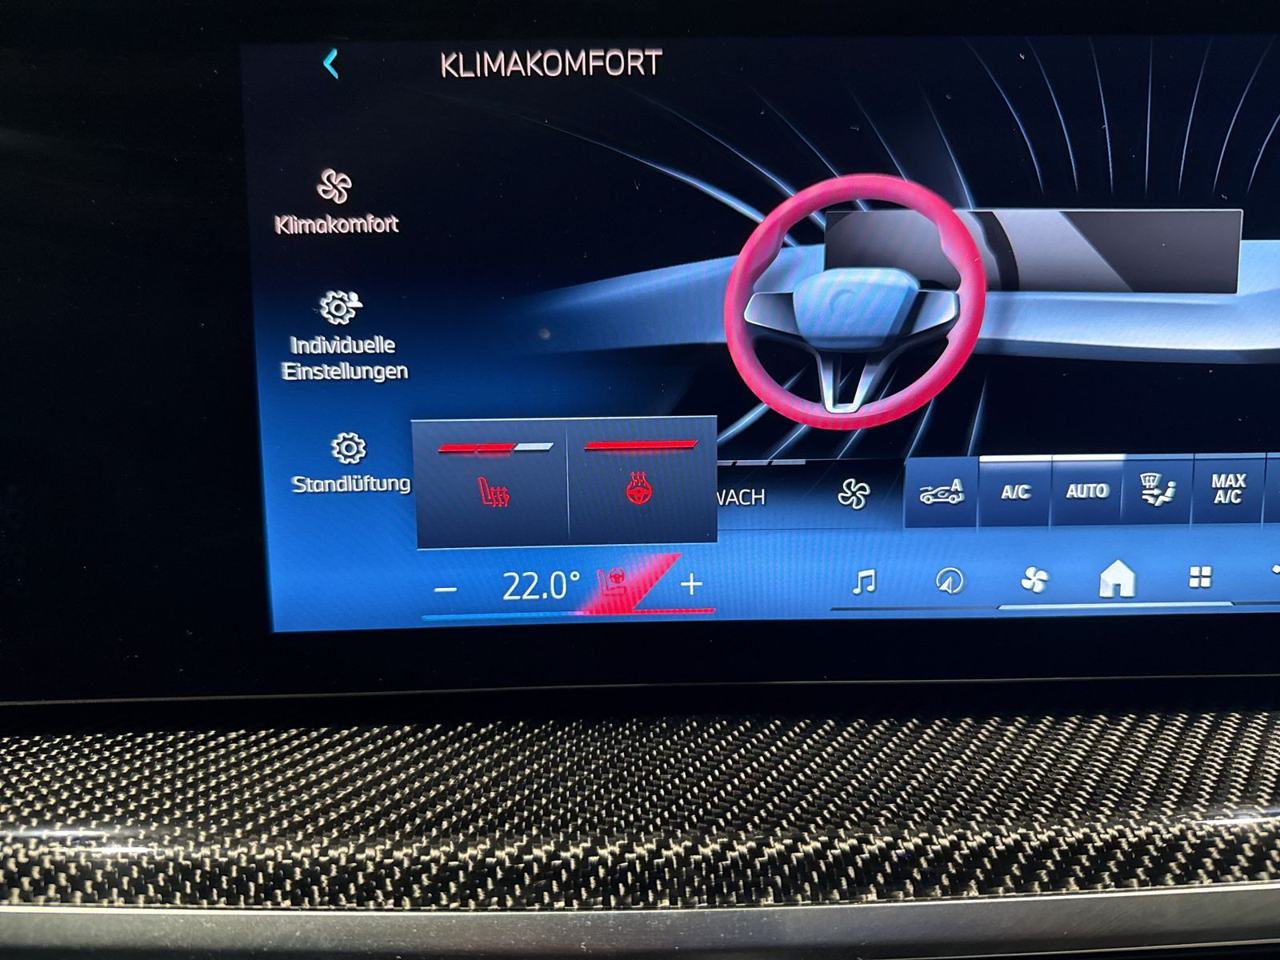 KLIMAKOMFORT
Klimakomfort
Individuelle
Einstellungen
Standlüftung
WACH
A
A/C
AUTO
MAX
A/C
− 22.0° +